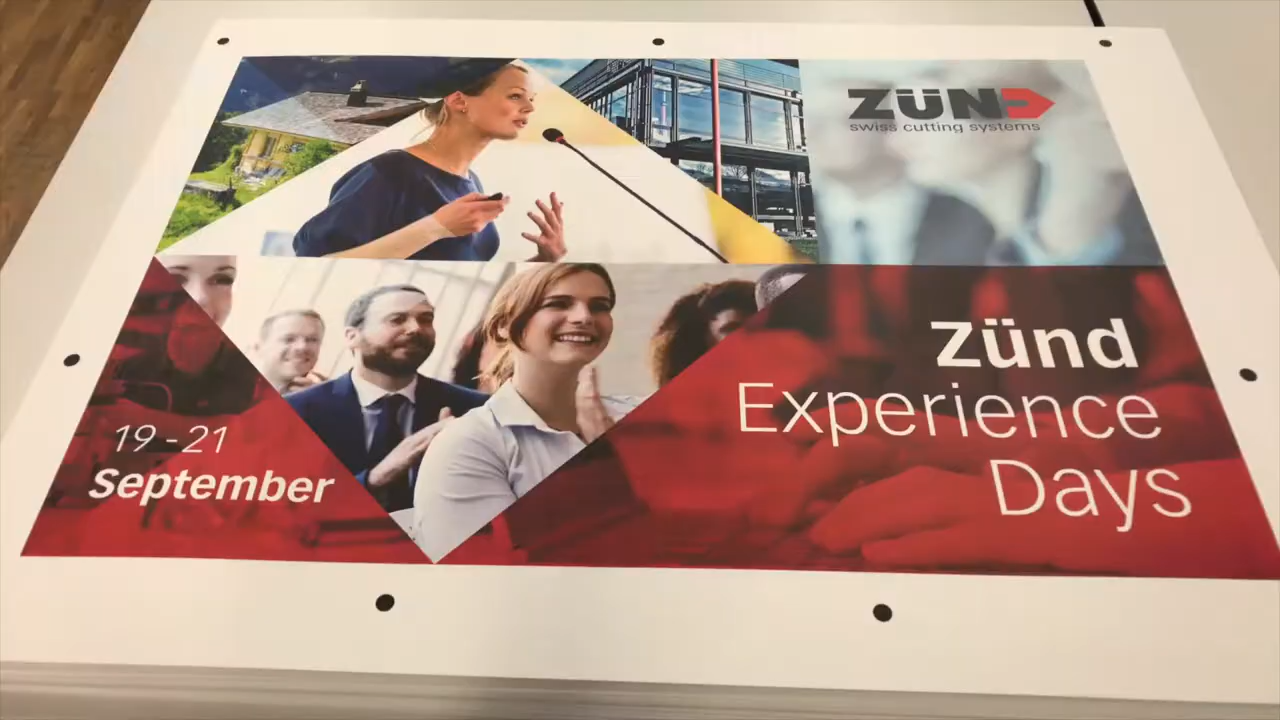 ZÜND
swiss cutting systems
Zünd
Experience
Days
19 - 21
September